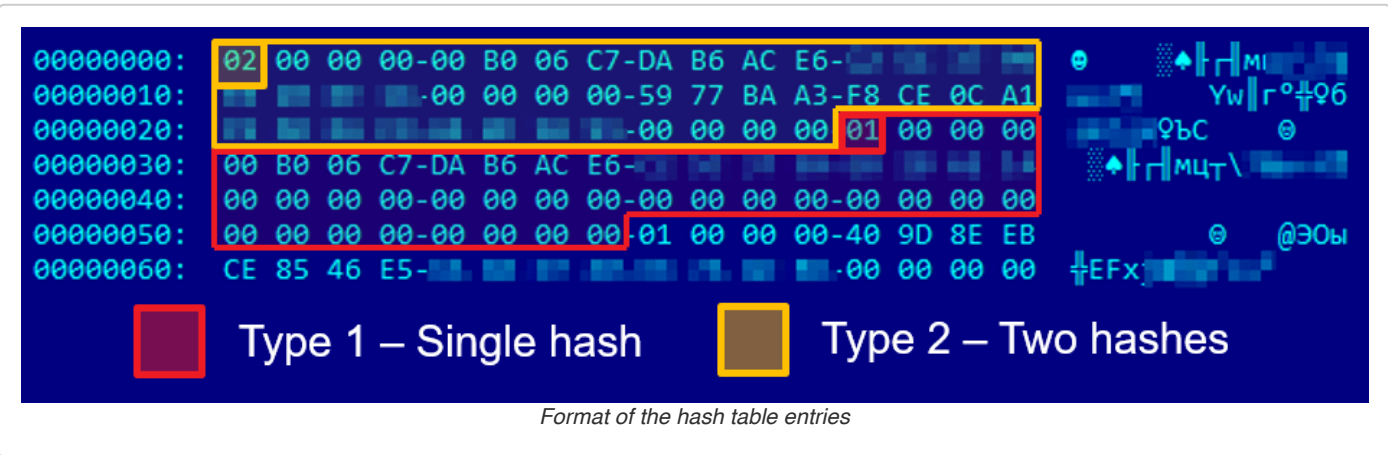 00000000: 02 00 00 00-00 B0 06 C7-DA B6 AC E6-
00000010: -00 00 00 00-59 77 BA A3-F8 CE 0C A1 Yw║г°╬♀б
00000020: -00 00 00 00 01 00 00 00 ♀ЪС ☺
00000030: 00 B0 06 C7-DA B6 AC E6- ░♠╟┌╢мц┬\
00000040: 00 00 00 00-00 00 00 00-00 00 00 00-00 00 00 00
00000050: 00 00 00 00-00 00 00 00-01 00 00 00-40 9D 8E EB ☺ @ЭОы
00000060: CE 85 46 E5- -00 00 00 00 ╬ЕFх
Type 1 – Single hash
Type 2 – Two hashes
Format of the hash table entries